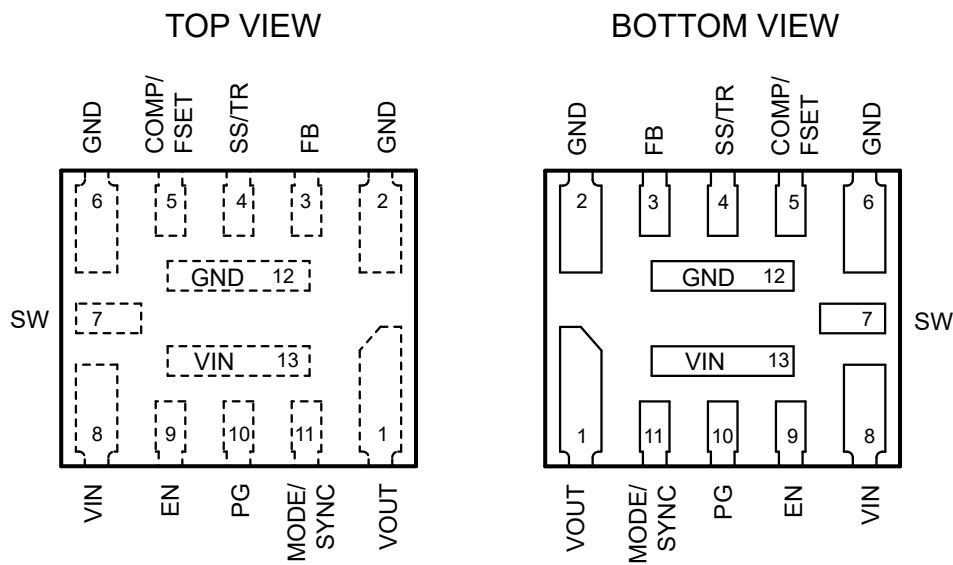 TOP VIEW
GND
COMP/
FSET
SS/TR
FB
GND
6
5
4
3
2
GND 12
SW
7
VIN 13
8
9
10
11
1
VIN
EN
PG
MODE/
SYNC
VOUT
BOTTOM VIEW
GND
FB
SS/TR
COMP/
FSET
GND
2
3
4
5
6
GND 12
7
SW
VIN 13
1
11
10
9
8
VOUT
MODE/
SYNC
PG
EN
VIN